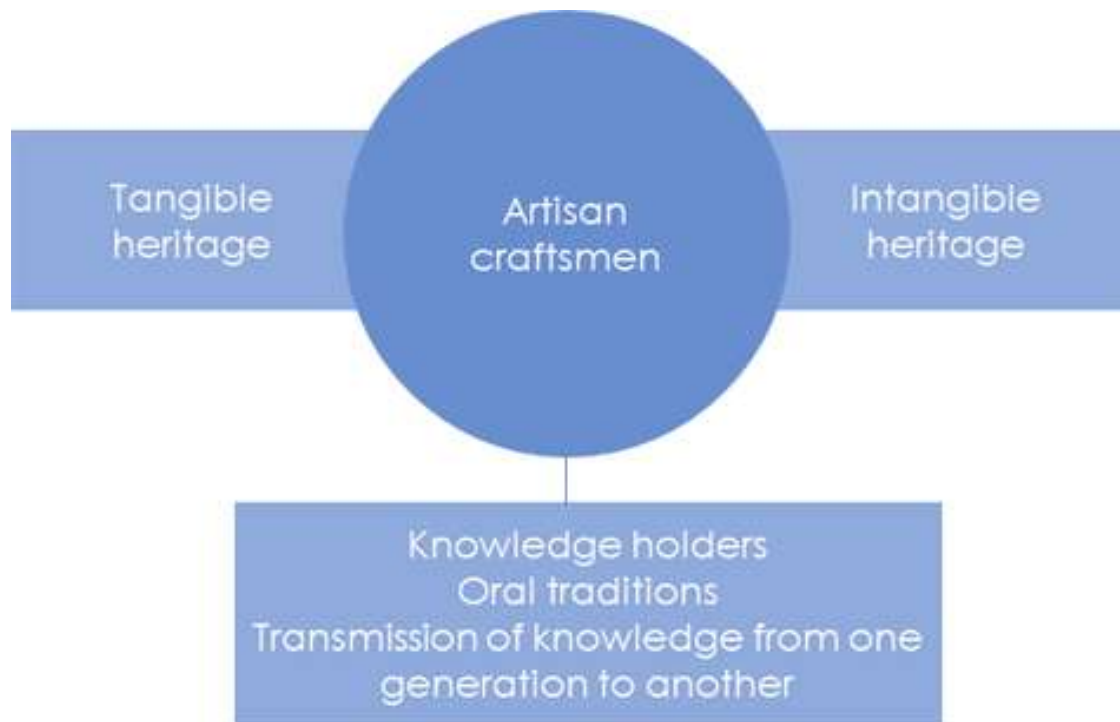 Tangible
heritage
Artisan
craftsmen
Intangible
heritage
Knowledge holders
Oral traditions
Transmission of knowledge from one
generation to another